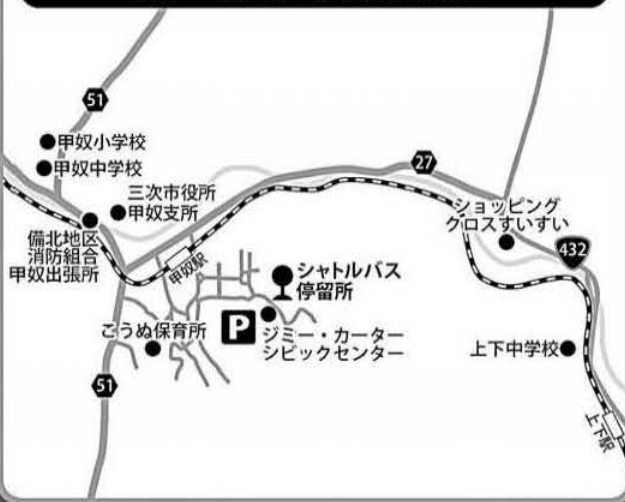 51
甲奴小学校
甲奴中学校
27
三次市役所
甲奴支所
ショッピング
クロスすいすい
備北地区
消防組合
甲奴出張所
甲奴駅
432
シャトルバス
停留所
こうぬ保育所
P
ジミー・カーター
シビックセンター
上下中学校
51
上下駅